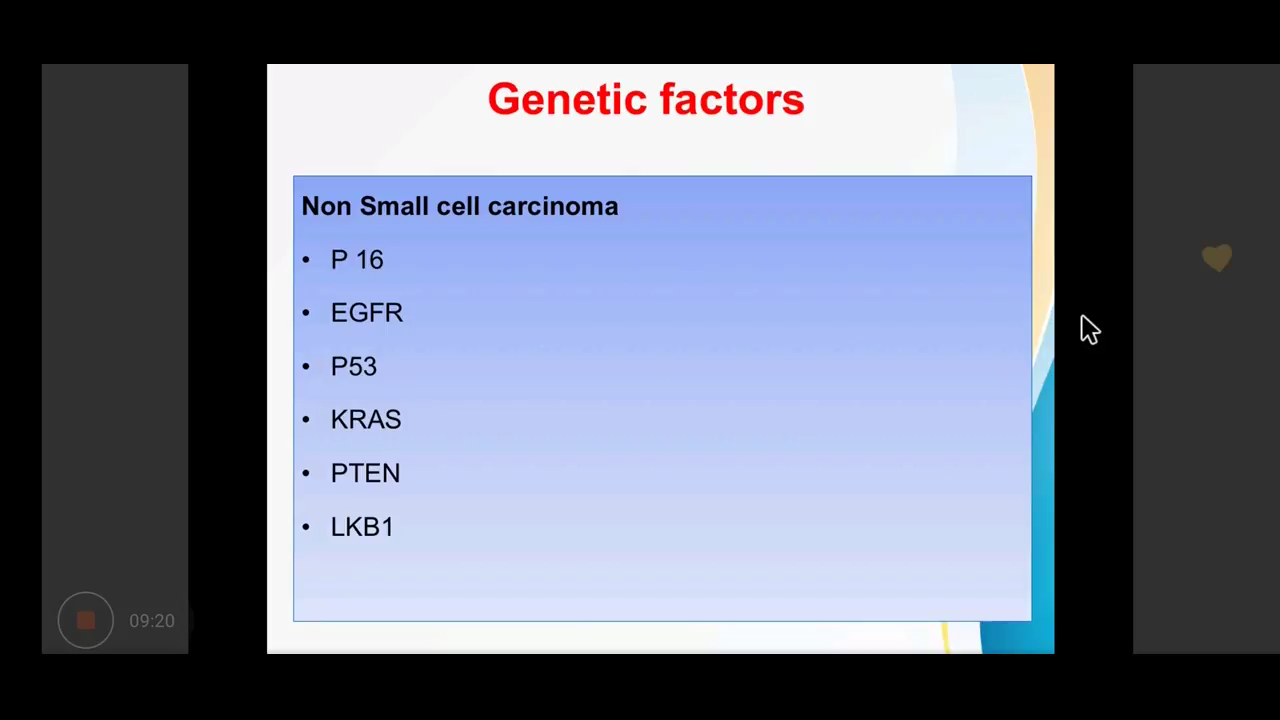 Genetic factors
Non Small cell carcinoma
• P 16
• EGFR
• P53
• KRAS
• PTEN
• LKB1
09:20